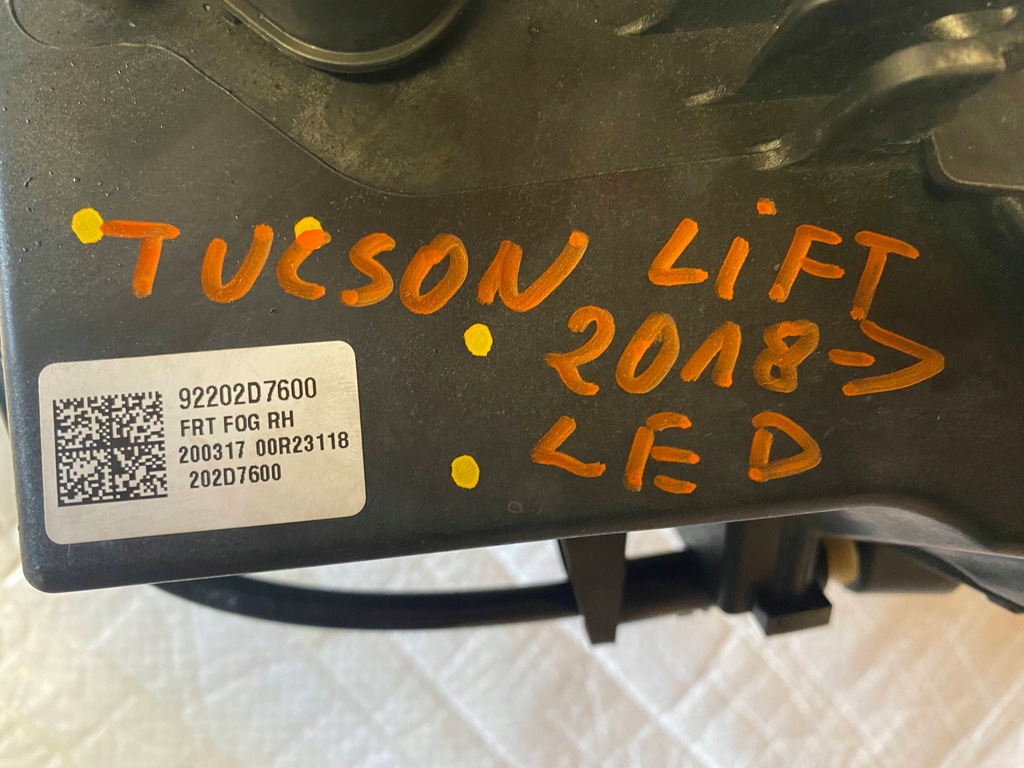 TUCSON LIFT
2018->
LED
92202D7600
FRT FOG RH
200317 00R23118
202D7600